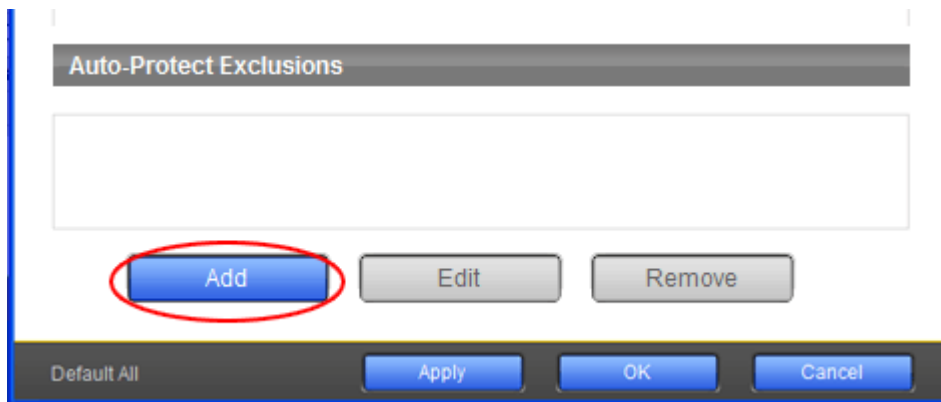 Auto-Protect Exclusions
Add Edit Remove
Default All Apply OK Cancel